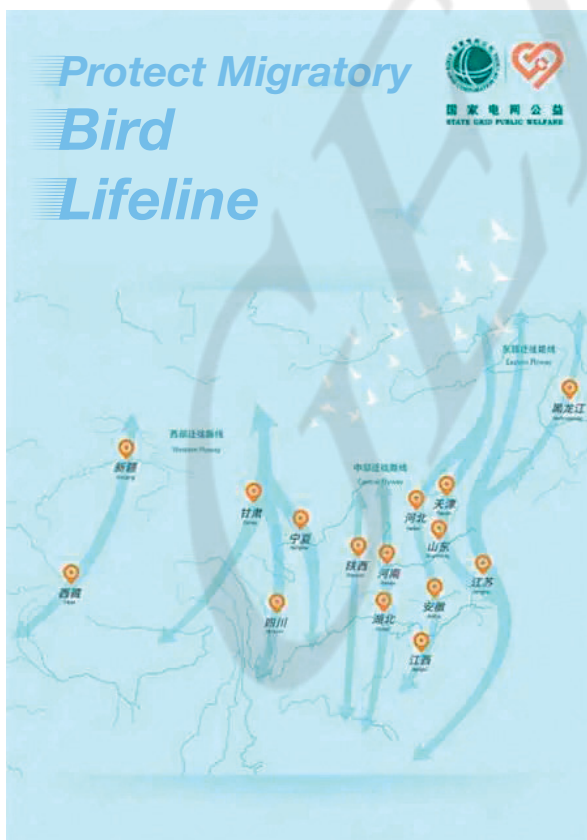 Protect Migratory
Bird
Lifeline
国家电网公益
STATE GRID PUBLIC WELFARE
东部迁徙路线
Eastern Flyway
黑龙江
西部迁徙路线
Western Flyway
新疆
中部迁徙路线
Central Flyway
甘肃
天津
河北
宁夏
山东
陕西
河南
江苏
西藏
安徽
四川
湖北
江西